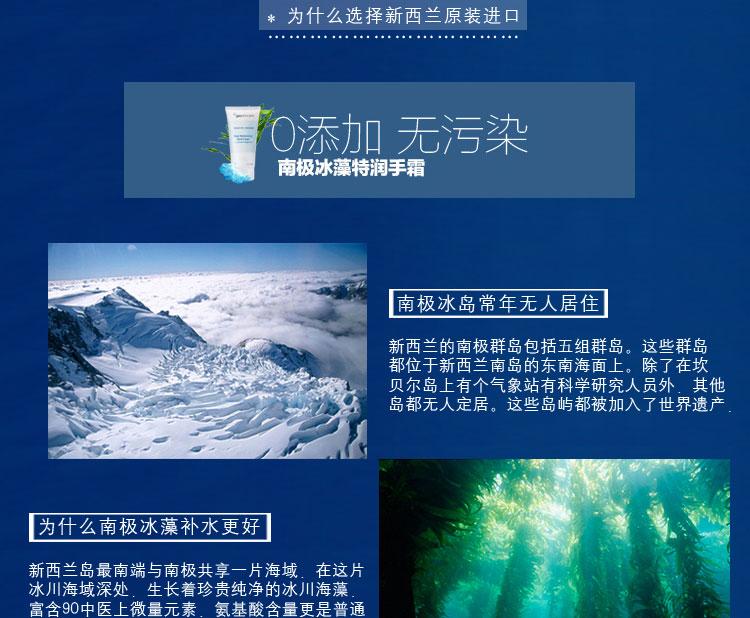 * 为什么选择新西兰原装进口
0添加 无污染
南极冰藻特润手霜
南极冰岛常年无人居住
新西兰的南极群岛包括五组群岛。这些群岛
都位于新西兰南岛的东南海面上。除了在坎
贝尔岛上有个气象站有科学研究人员外.其他
岛都无人定居。这些岛屿都被加入了世界遗产.
为什么南极冰藻补水更好
新西兰岛最南端与南极共享一片海域.在这片
冰川海域深处.生长着珍贵纯净的冰川海藻.
富含90中医上微量元素.氨基酸含量更是普通